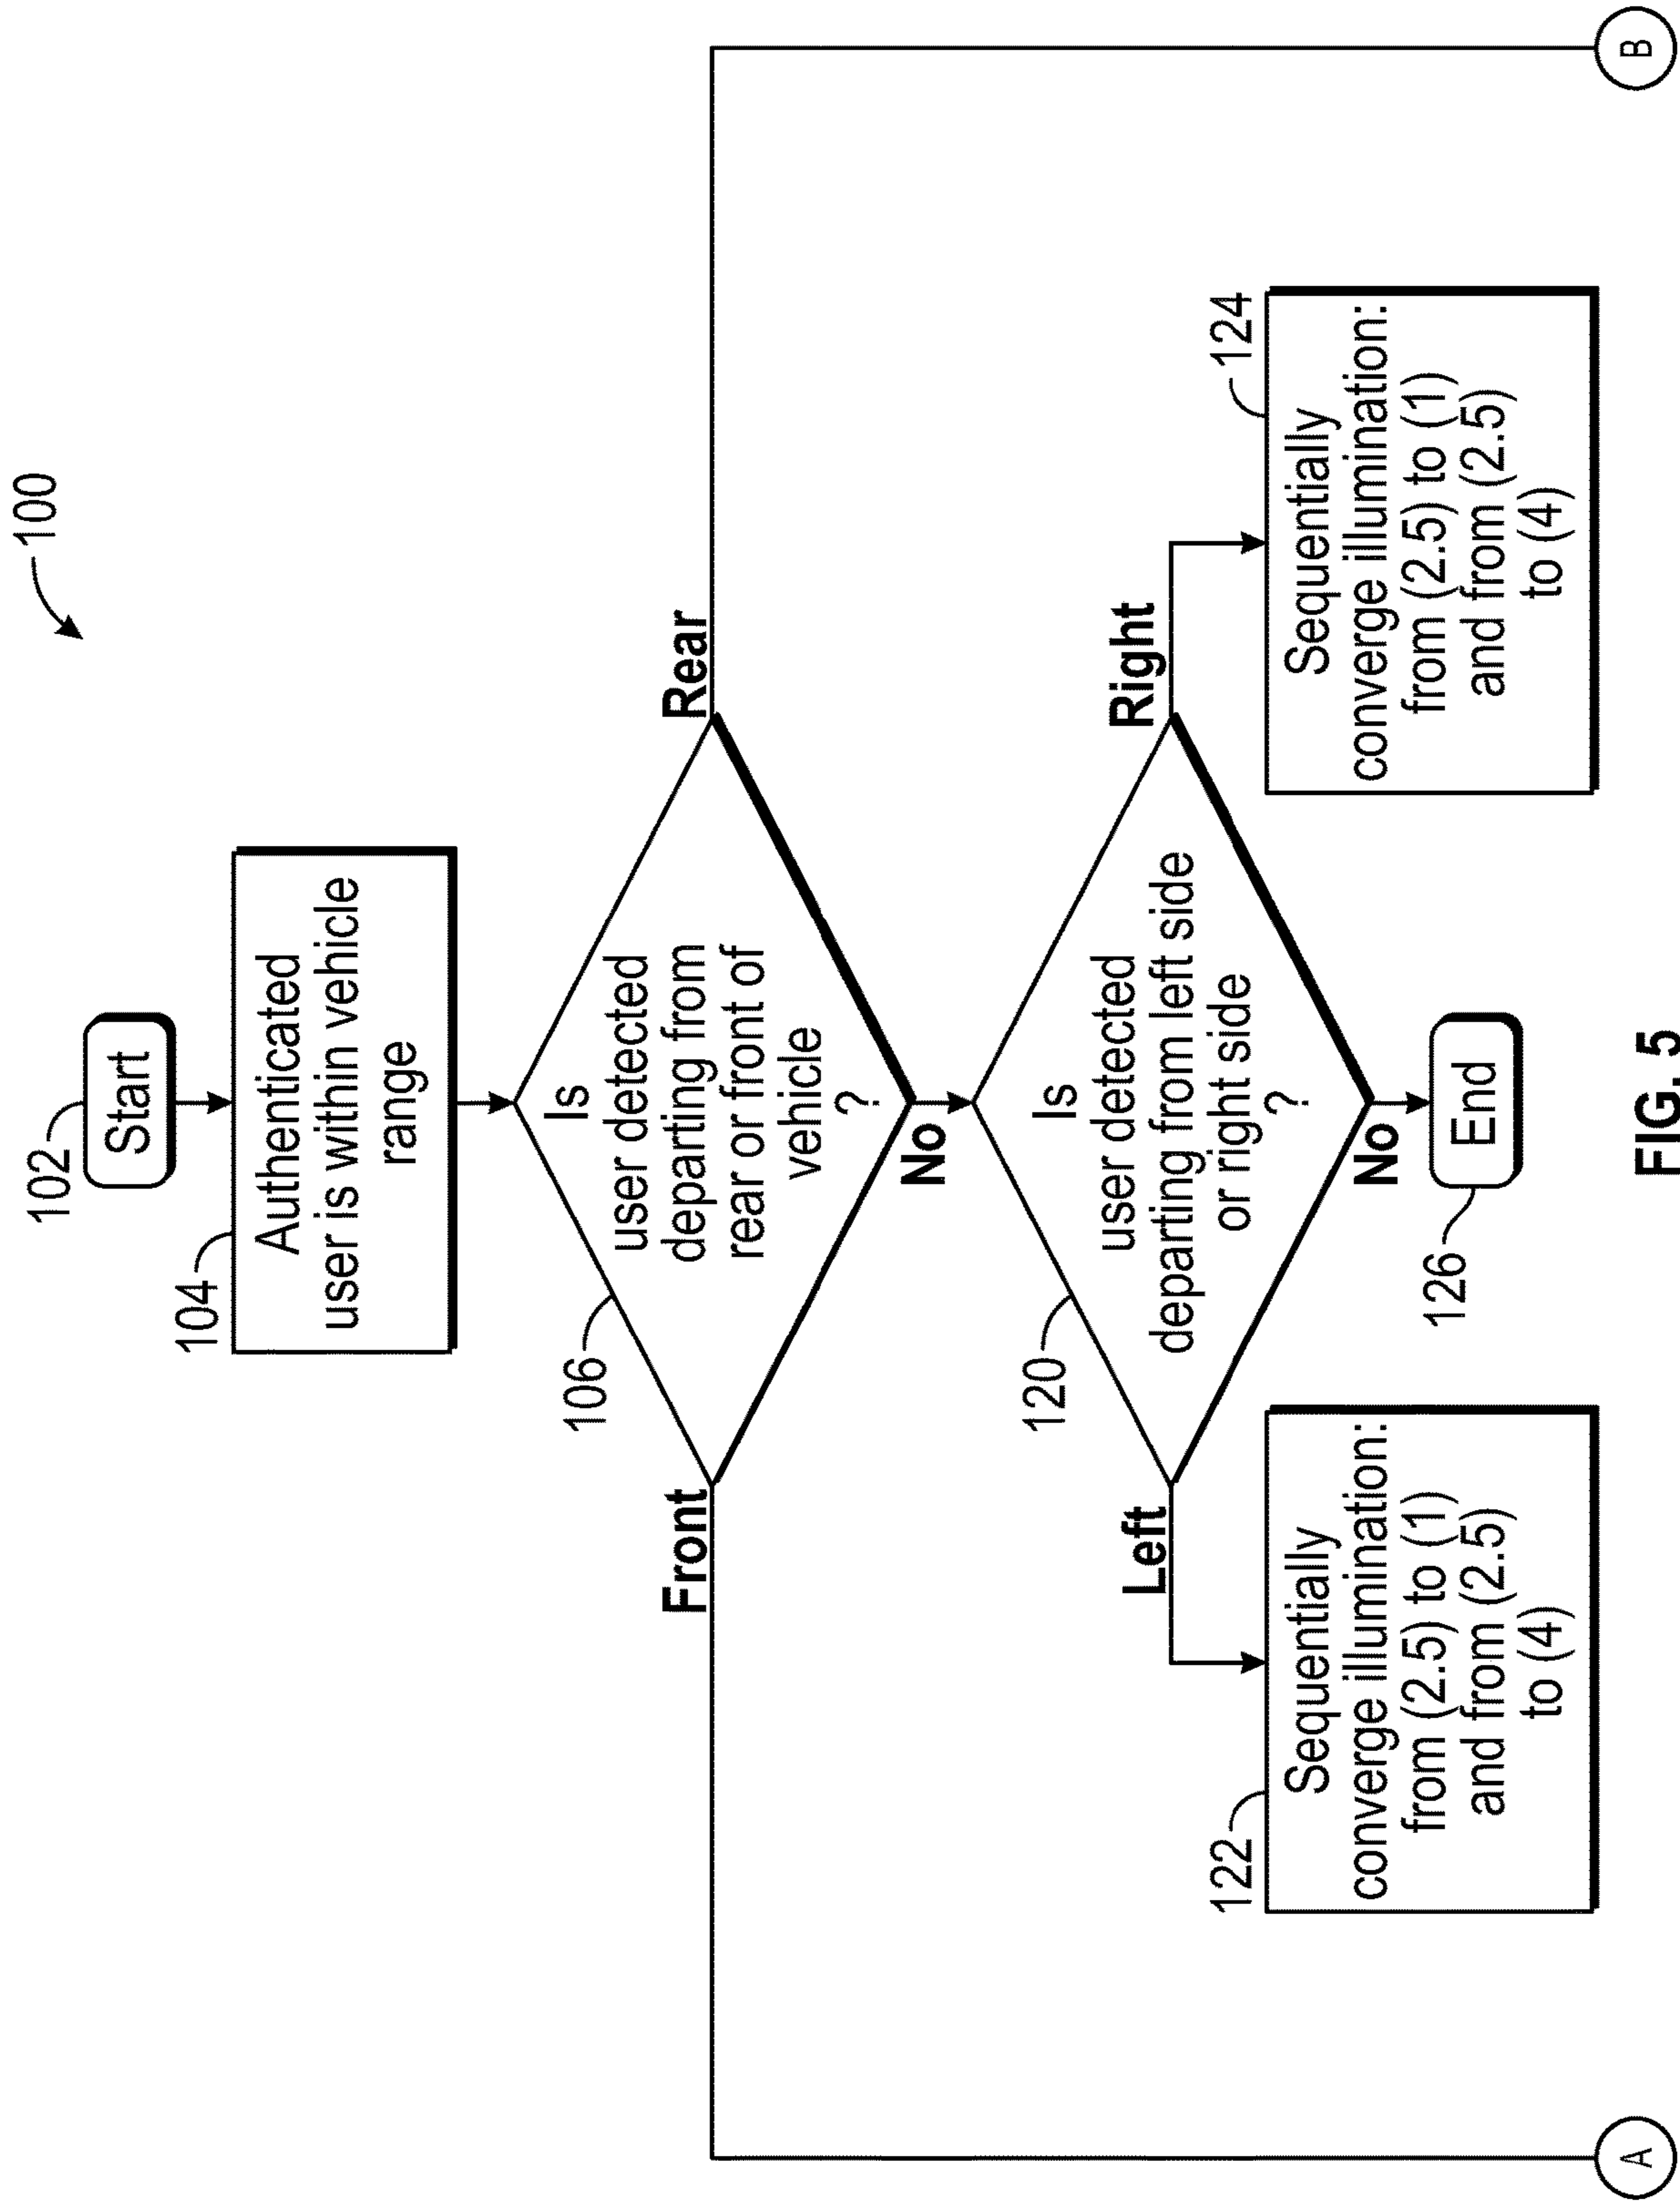 100
102
Start
104
Authenticated
user is within vehicle
range
106
Is
user detected
departing from
rear or front of
vehicle
?
Front
Rear
No
120
Is
user detected
departing from left side
or right side
?
Left
Right
No
122
Sequentially
converge illumination:
from (2.5) to (1)
and from (2.5)
to (4)
124
Sequentially
converge illumination:
from (2.5) to (1)
and from (2.5)
to (4)
126
End
A
B
FIG. 5